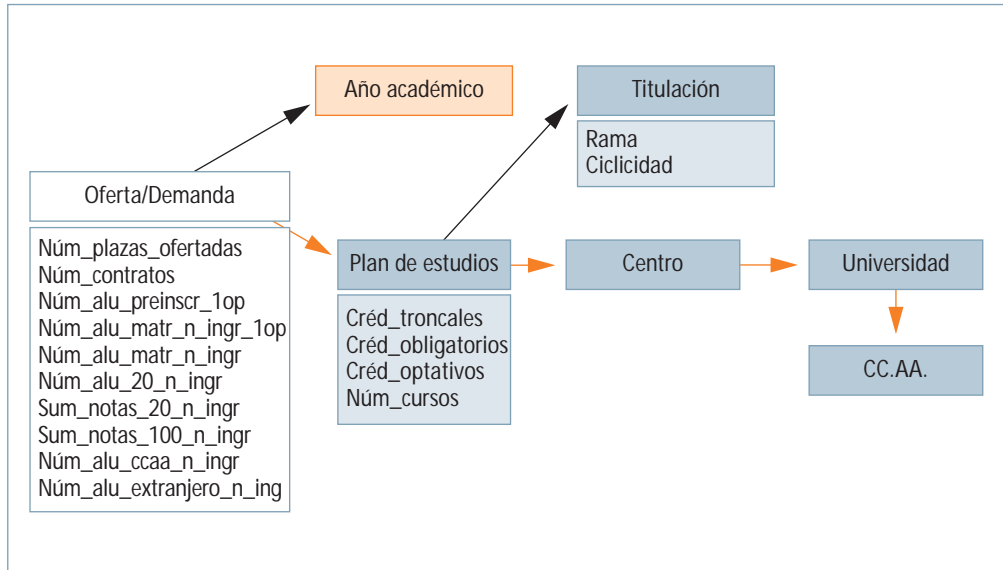 Año académico
Titulación
Rama
Ciclicidad
Oferta/Demanda
Núm_plazas_ofertadas
Núm_contratos
Núm_alu_preinscr_1op
Núm_alu_matr_n_ingr_1op
Núm_alu_matr_n_ingr
Núm_alu_20_n_ingr
Sum_notas_20_n_ingr
Sum_notas_100_n_ingr
Núm_alu_ccaa_n_ingr
Núm_alu_extranjero_n_ing
Plan de estudios
Créd_troncales
Créd_obligatorios
Créd_optativos
Núm_cursos
Centro
Universidad
CC.AA.